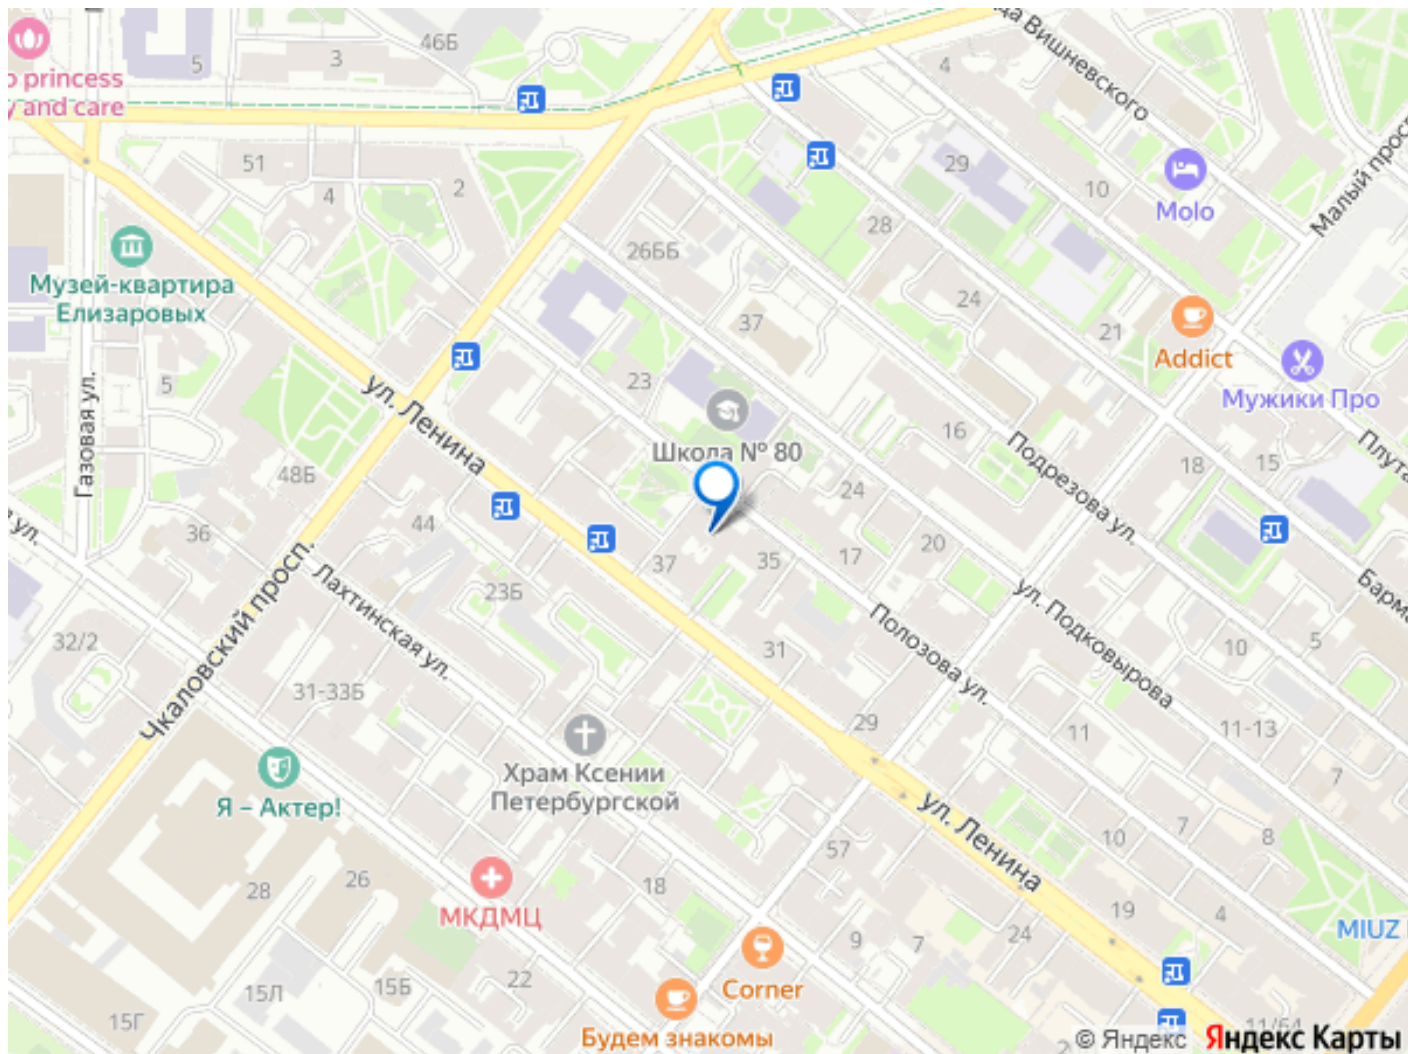 46Б
5
3
princess
and care
4
Вишневского
Малый просп
51
4
2
29
10
Molo
28
26ББ
Музей-квартира
Елизаровых
24
37
21
Addict
Мужики Про
Газовая ул.
5
ул. Ленина
23
Школа № 80
16
Подрезова ул.
18
15
Плута
48Б
24
36
ул.
44
37
35
17
20
Барма
Чкаловский просп.
Лахтинская ул.
23Б
32/2
31-33Б
31
Полозова ул.
ул. Подковырова
10
5
29
11
11-13
7
Храм Ксении
Петербургской
Я – Актер!
57
ул. Ленина
10
7
8
28
26
МКДМЦ
18
19
4
MIUZ
9
7
24
Corner
22
15Б
15Л
15Г
Будем знакомы
2
11/64
© Яндекс Яндекс Карты